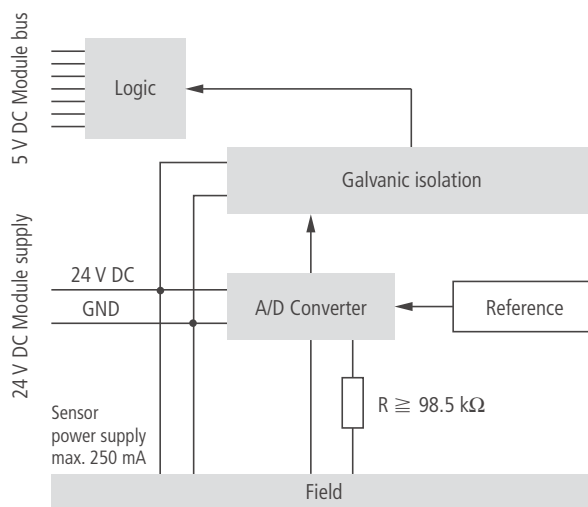 5 V DC Module bus
Logic
Galvanic isolation
24 V DC Module supply
24 V DC
GND
A/D Converter
Reference
Sensor
power supply
max. 250 mA
R ≧ 98.5 kΩ
Field